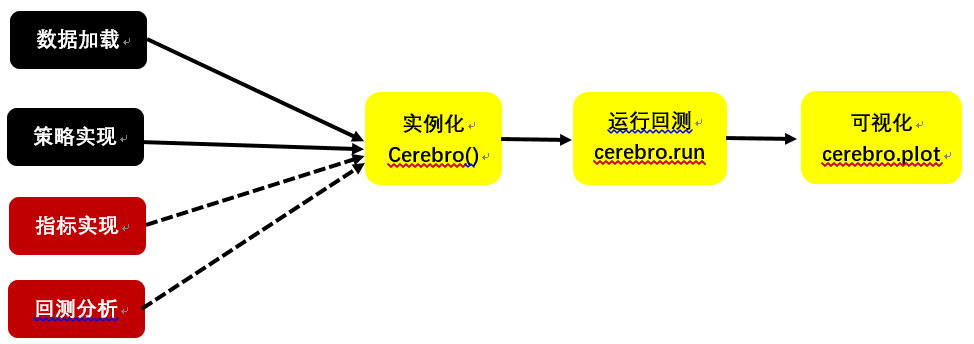 数据加载
策略实现
指标实现
回测分析
实例化
Cerebro()
运行回测
cerebro.run
可视化
cerebro.plot